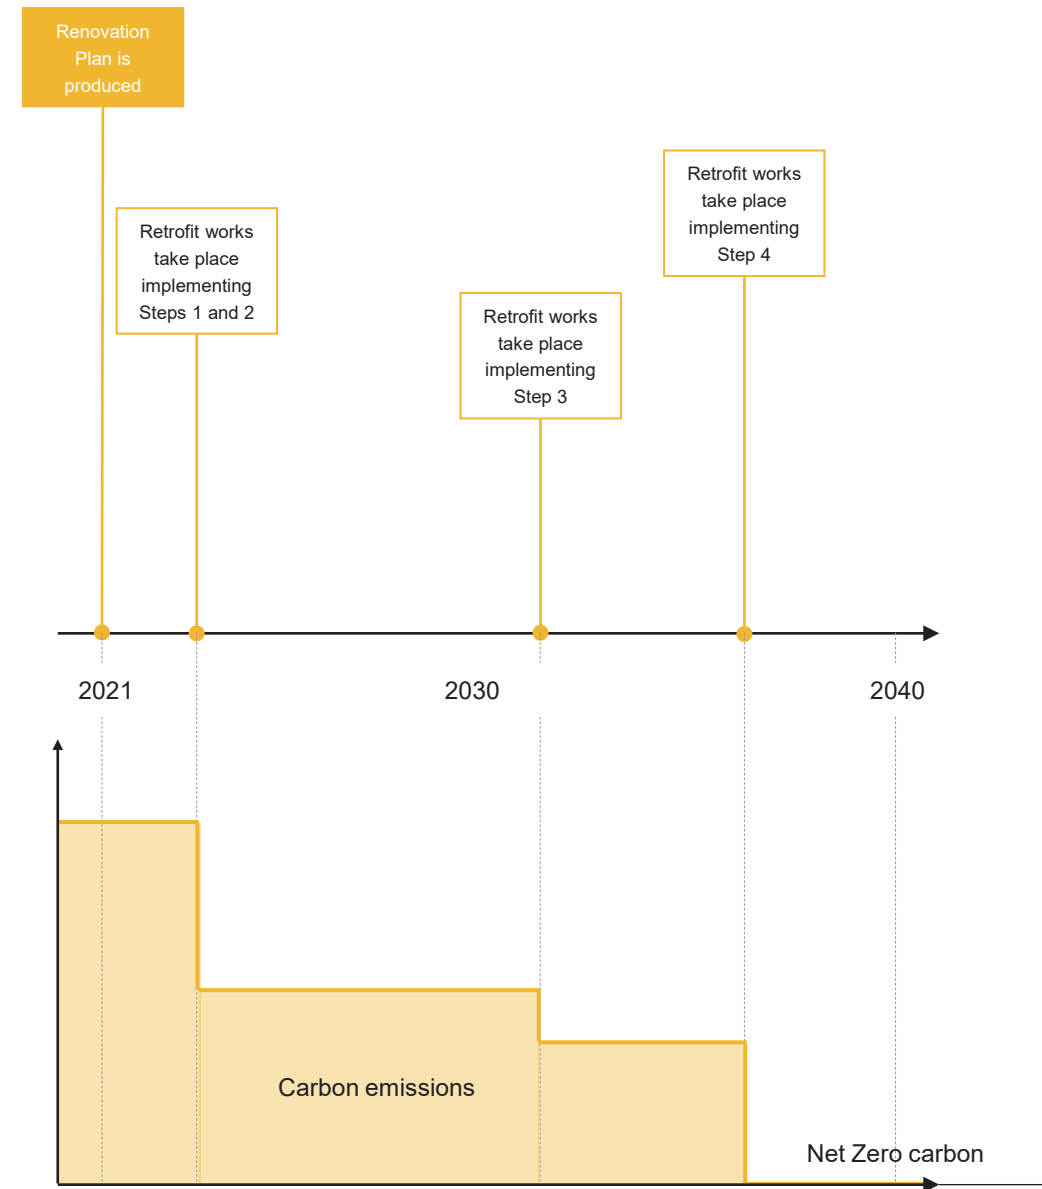 Renovation
Plan is
produced
Retrofit works
take place
implementing
Steps 1 and 2
Retrofit works
take place
implementing
Step 3
Retrofit works
take place
implementing
Step 4
2021
2030
2040
Carbon emissions
Net Zero carbon